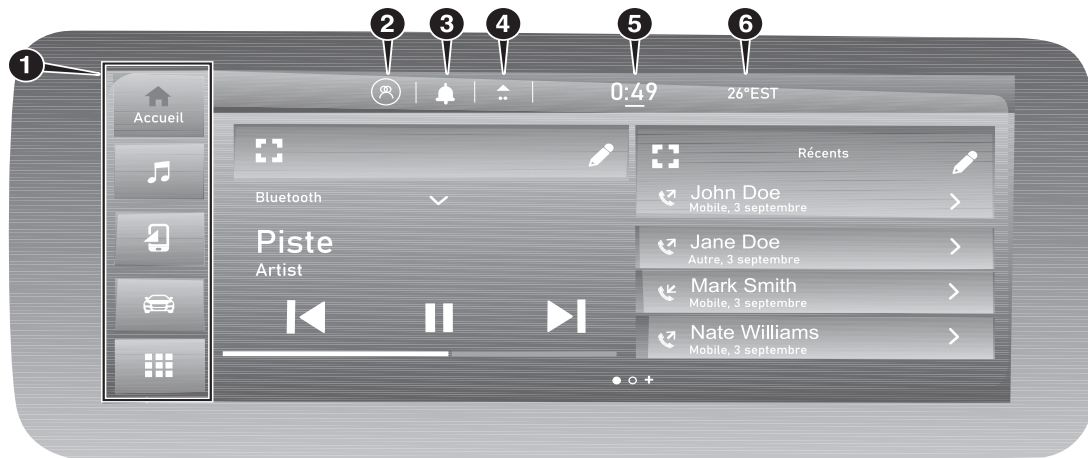 2 3 4 5 6
1
0:49 26°EST
Accueil
Récents
Bluetooth
John Doe
Mobile, 3 septembre
Piste
Artist
Jane Doe
Autre, 3 septembre
Mark Smith
Mobile, 3 septembre
Nate Williams
Mobile, 3 septembre